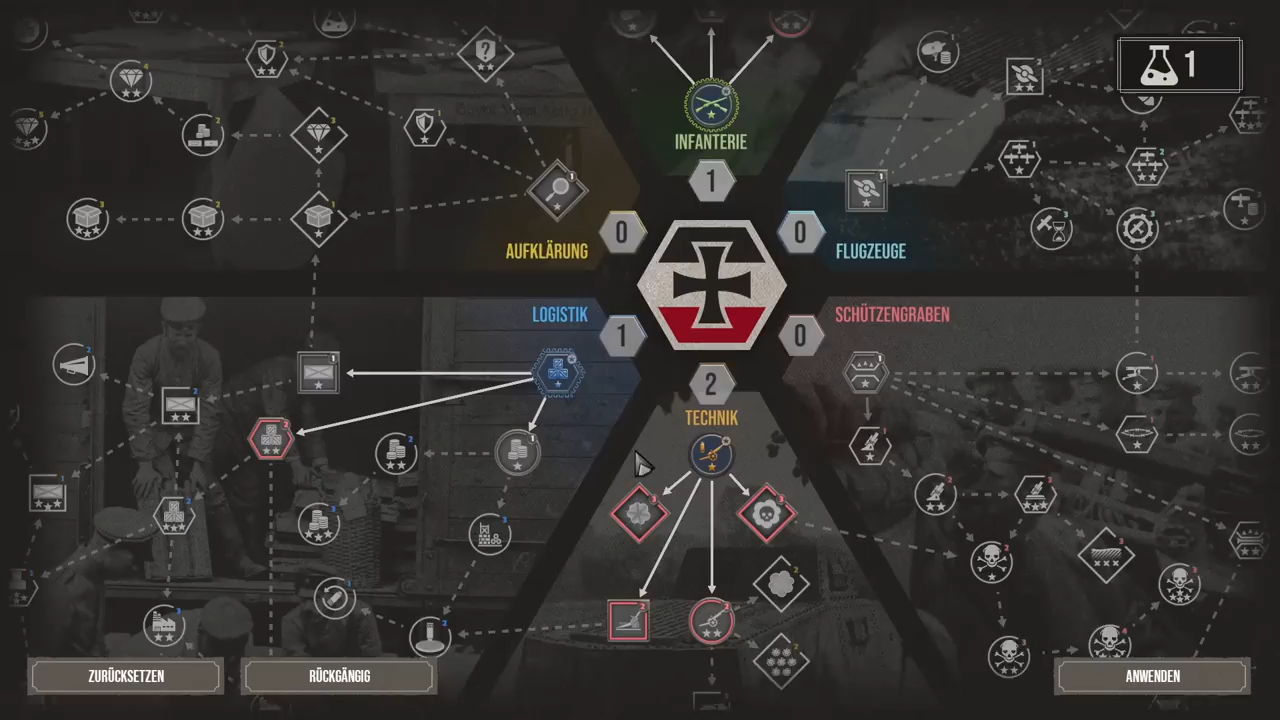 1
INFANTERIE
1
0
0
AUFKLÄRUNG
FLUGZEUGE
LOGISTIK
SCHÜTZENGRABEN
1
0
2
TECHNIK
ZURÜCKSETZEN
RÜCKGÄNGIG
ANWENDEN